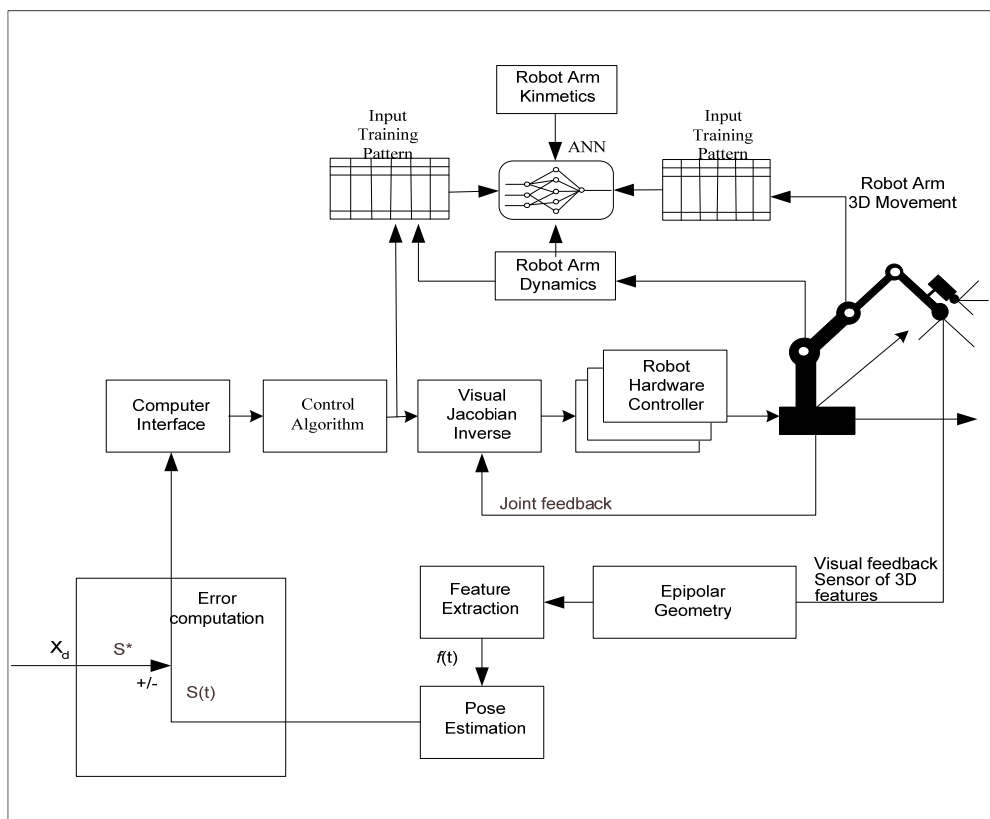 Robot Arm
Kinmetics
Input
Training
Pattern
ANN
Input
Training
Pattern
Robot Arm
3D Movement
Robot Arm
Dynamics
Computer
Interface
Control
Algorithm
Visual
Jacobian
Inverse
Robot
Hardware
Controller
Joint feedback
Visual feedback
Sensor of 3D
features
Feature
Extraction
Epipolar
Geometry
Error
computation
Xd
S*
+/-
S(t)
f(t)
Pose
Estimation